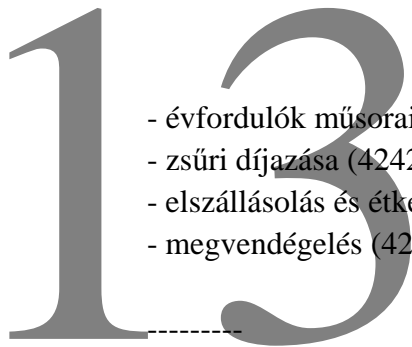 13
- évfordulók műsorai
- zsűri díjazása (4242
- elszállásolás és étke
- megvendégelés (42
---------